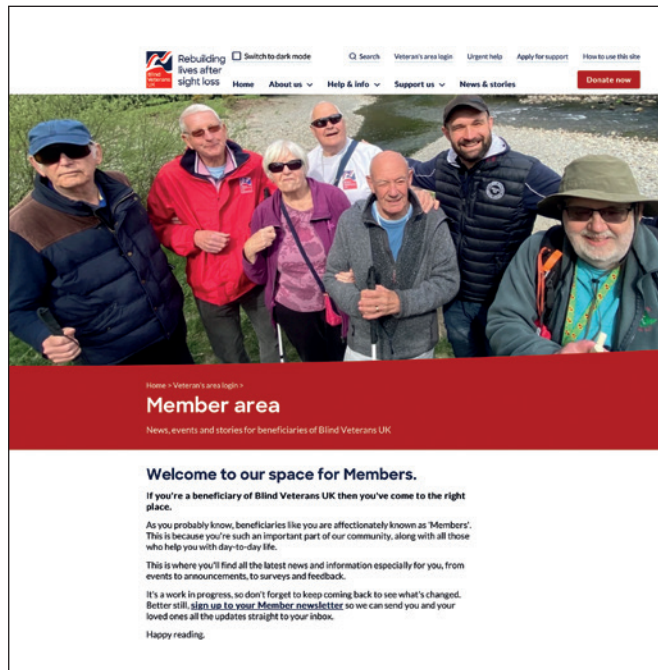 Blind
Veterans
UK
Rebuilding
lives after
sight loss
Switch to dark mode
Search
Veteran's area login
Urgent help
Apply for support
How to use this site
Home
About us
Help & info
Support us
News & stories
Donate now
Home > Veteran's area login >
Member area
News, events and stories for beneficiaries of Blind Veterans UK
Welcome to our space for Members.
If you're a beneficiary of Blind Veterans UK then you've come to the right
place.
As you probably know, beneficiaries like you are affectionately known as 'Members'.
This is because you're such an important part of our community, along with all those
who help you with day-to-day life.
This is where you'll find all the latest news and information especially for you, from
events to announcements, to surveys and feedback.
It's a work in progress, so don't forget to keep coming back to see what's changed.
Better still, sign up to your Member newsletter so we can send you and your
loved ones all the updates straight to your inbox.
Happy reading.